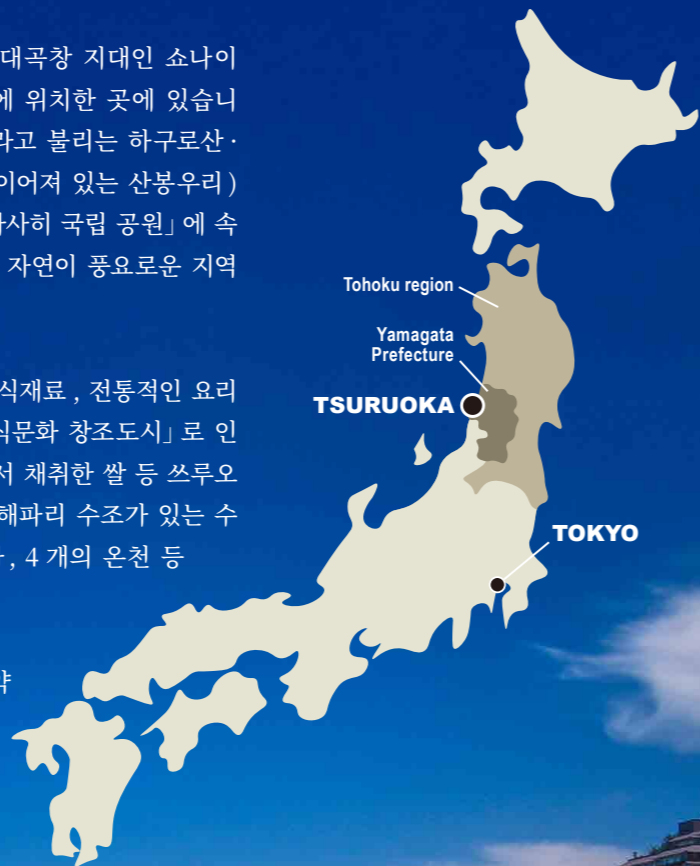 대곡창 지대인 쇼나이
에 위치한 곳에 있습니
라고 불리는 하구로산 ·
이어져 있는 산봉우리 )
사히 국립 공원」에 속
자연이 풍요로운 지역
식재료 , 전통적인 요리
식문화 창조도시」로 인
서 채취한 쌀 등 쓰루오
해파리 수조가 있는 수
, 4 개의 온천 등
약
Tohoku region
Yamagata
Prefecture
TSURUOKA
TOKYO